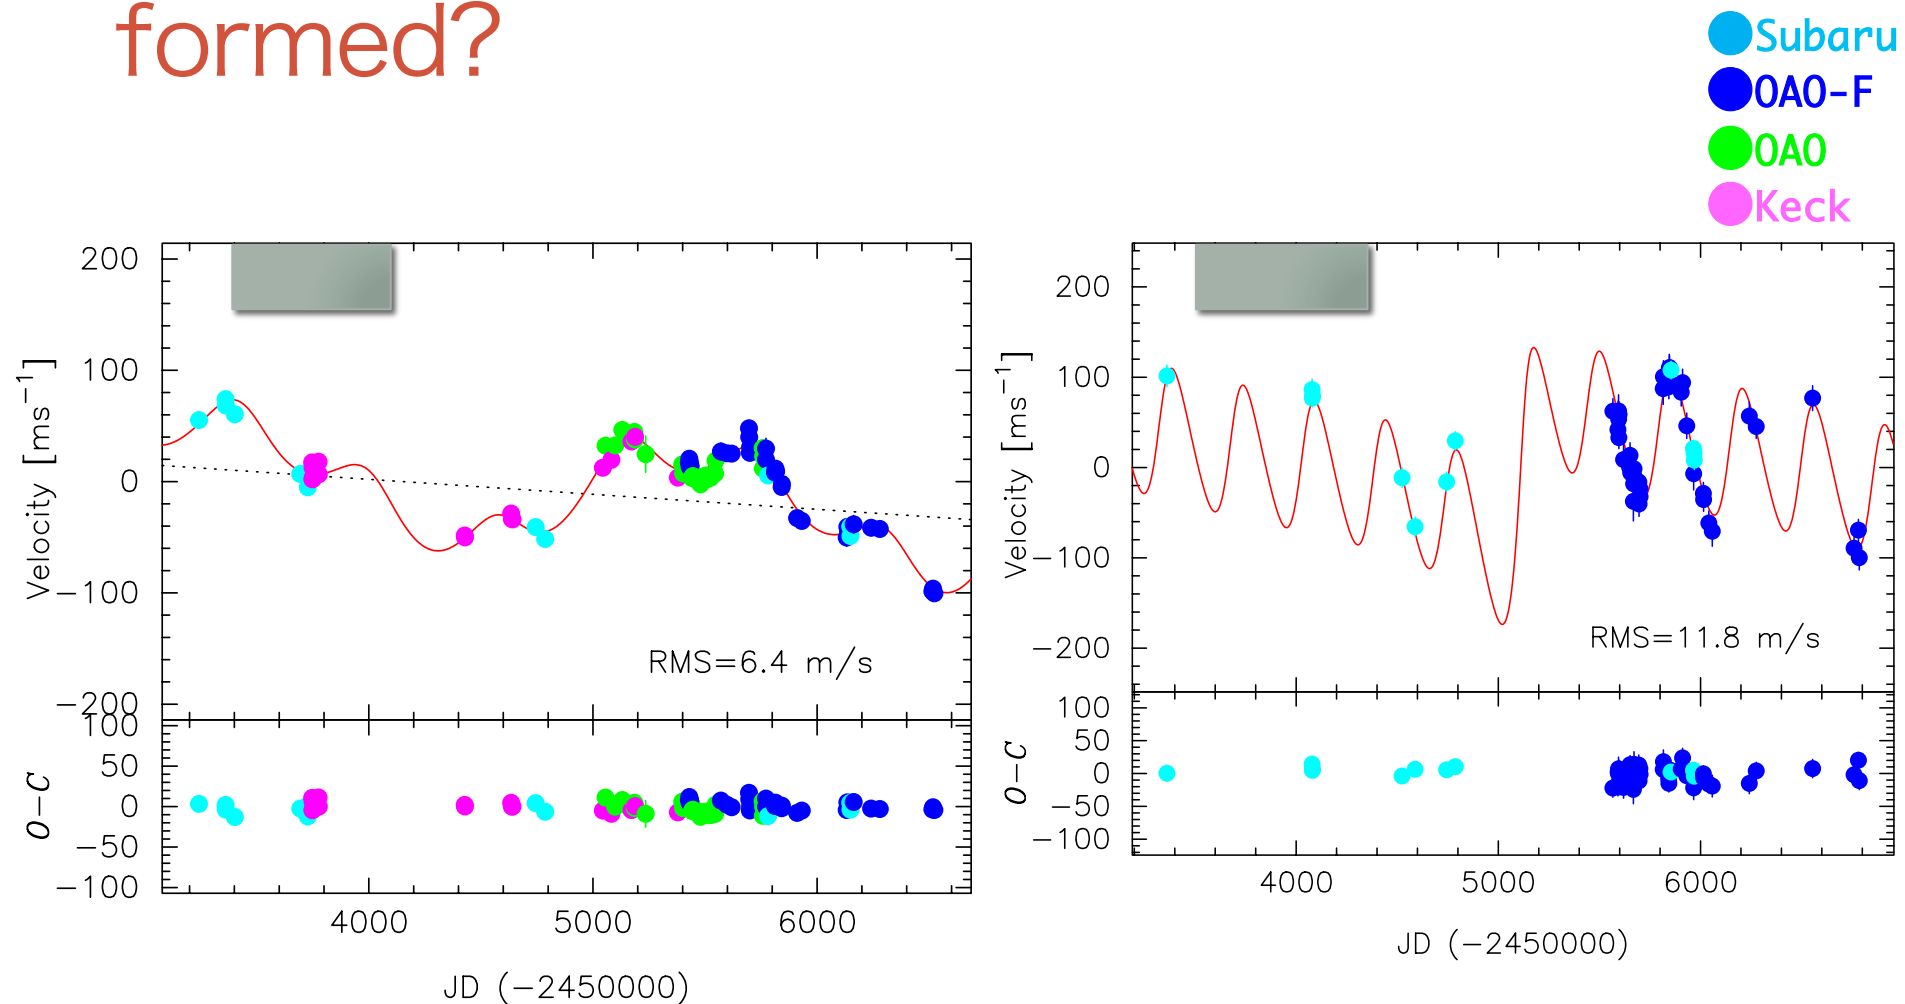 formed?
Subaru
OAO-F
OAO
Keck
200
100
0
−100
−200
Velocity [ms⁻¹]
RMS=6.4 m/s
100
50
0
−50
−100
O−C
4000 5000 6000
JD (−2450000)
200
100
0
−100
−200
Velocity [ms⁻¹]
RMS=11.8 m/s
100
50
0
−50
−100
O−C
4000 5000 6000
JD (−2450000)